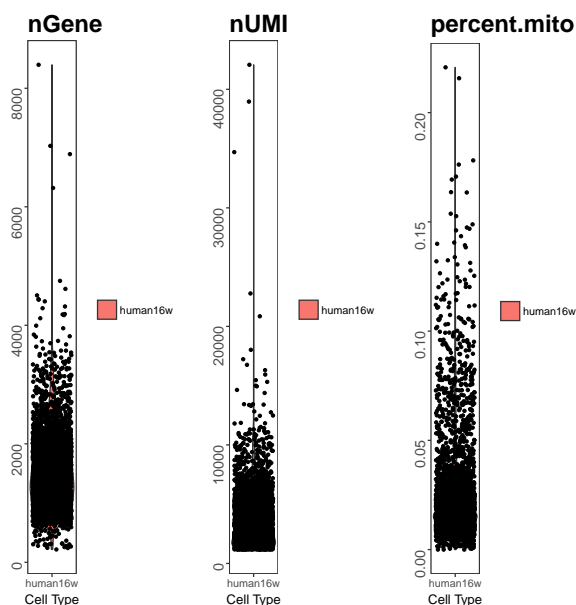 nGene
8000
6000
4000
2000
0
human16w
Cell Type
human16w
nUMI
40000
30000
20000
10000
0
human16w
Cell Type
human16w
percent.mito
0.20
0.15
0.10
0.05
0.00
human16w
Cell Type
human16w